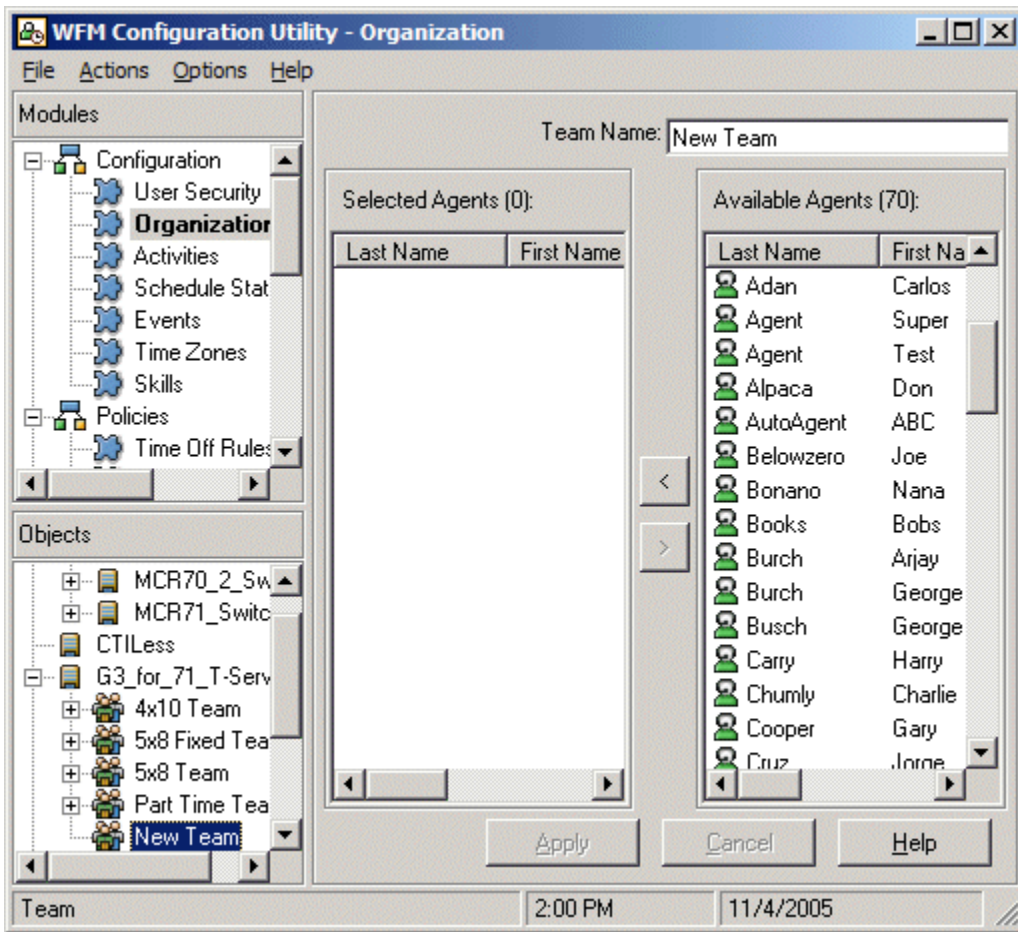 WFM Configuration Utility - Organization
File Actions Options Help
Modules
Configuration
User Security
Organization
Activities
Schedule Stat
Events
Time Zones
Skills
Policies
Time Off Rules
Objects
MCR70_2_Sw
MCR71_Switc
CTILess
G3_for_71_T-Serv
4x10 Team
5x8 Fixed Tea
5x8 Team
Part Time Tea
New Team
Team Name: New Team
Selected Agents (0):
Last Name First Name
<
>
Available Agents (70):
Last Name First Na
Adan Carlos
Agent Super
Agent Test
Alpaca Don
AutoAgent ABC
Belowzero Joe
Bonano Nana
Books Bobs
Burch Arjay
Burch George
Busch George
Carry Harry
Chumly Charlie
Cooper Gary
Cruz Jorge
Apply Cancel Help
Team 2:00 PM 11/4/2005